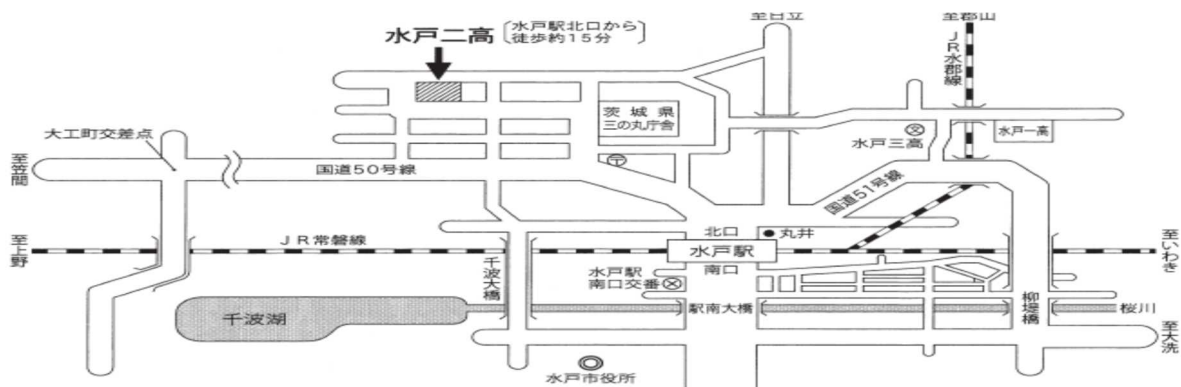 至日立
至郡山
水戸二高
水戸駅北口から
徒歩約15分
JR水郡線
茨城県
三の丸庁舎
大工町交差点
水戸三高
水戸一高
至笠間
国道50号線
国道51号線
北口
丸井
至上野
JR常磐線
水戸駅
至いわき
千波大橋
水戸駅
南口交番
南口
千波湖
駅南大橋
柳堤橋
桜川
至大洗
水戸市役所